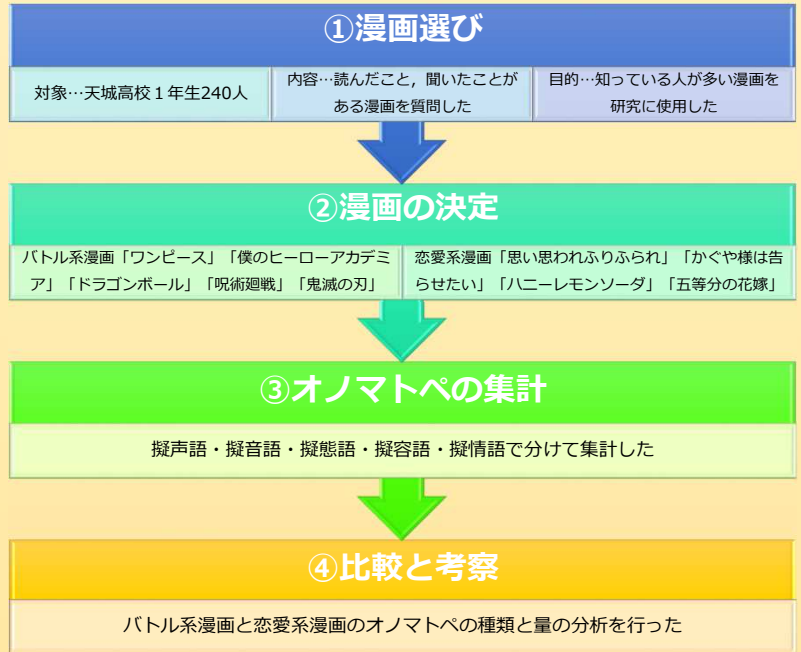 ①漫画選び
対象…天城高校１年生240人
内容…読んだこと，聞いたことが
ある漫画を質問した
目的…知っている人が多い漫画を
研究に使用した
②漫画の決定
バトル系漫画「ワンピース」「僕のヒーローアカデミ
ア」「ドラゴンボール」「呪術廻戦」「鬼滅の刃」
恋愛系漫画「思い思われふりふられ」「かぐや様は告
らせたい」「ハニーレモンソーダ」「五等分の花嫁」
③オノマトペの集計
擬声語・擬音語・擬態語・擬容語・擬情語で分けて集計した
④比較と考察
バトル系漫画と恋愛系漫画のオノマトペの種類と量の分析を行った